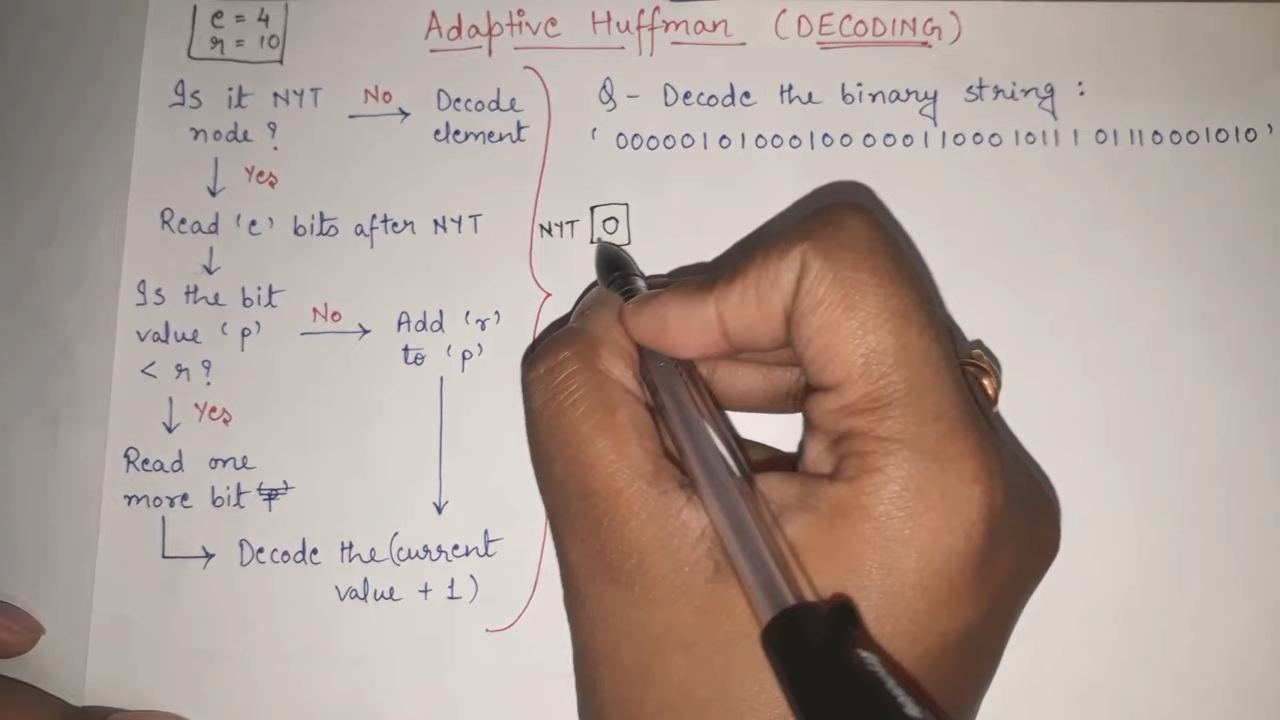 e = 4
r = 10
Adaptive Huffman (DECODING)
Is it NYT
node ?
No
Decode
element
Yes
Read 'e' bits after NYT
Is the bit
value 'p'
< r ?
No
Add 'r'
to 'p'
Yes
Read one
more bit
Decode the (current
value + 1)
Q - Decode the binary string :
' 00000101000100000110001011101110001010 '
NYT 0